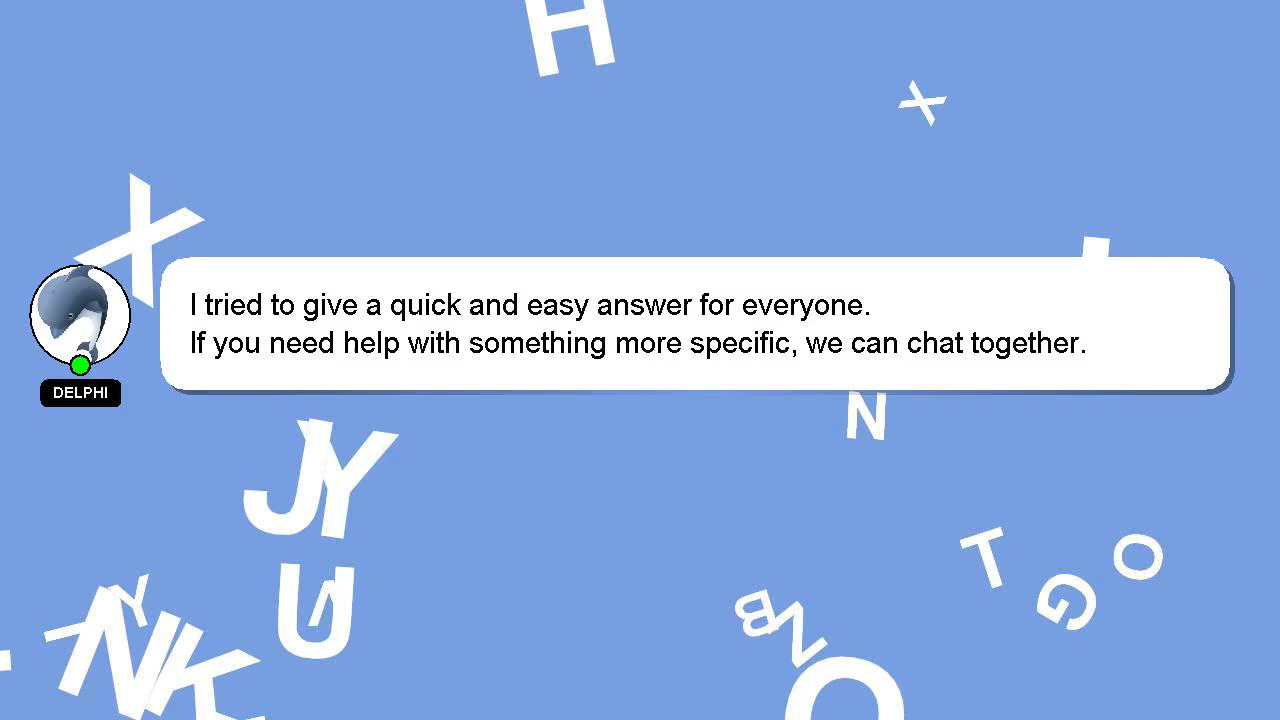 H
X
X
I tried to give a quick and easy answer for everyone.
If you need help with something more specific, we can chat together.
DELPHI
N
J
Y
T
O
G
U
Y
B
N
N
K
O